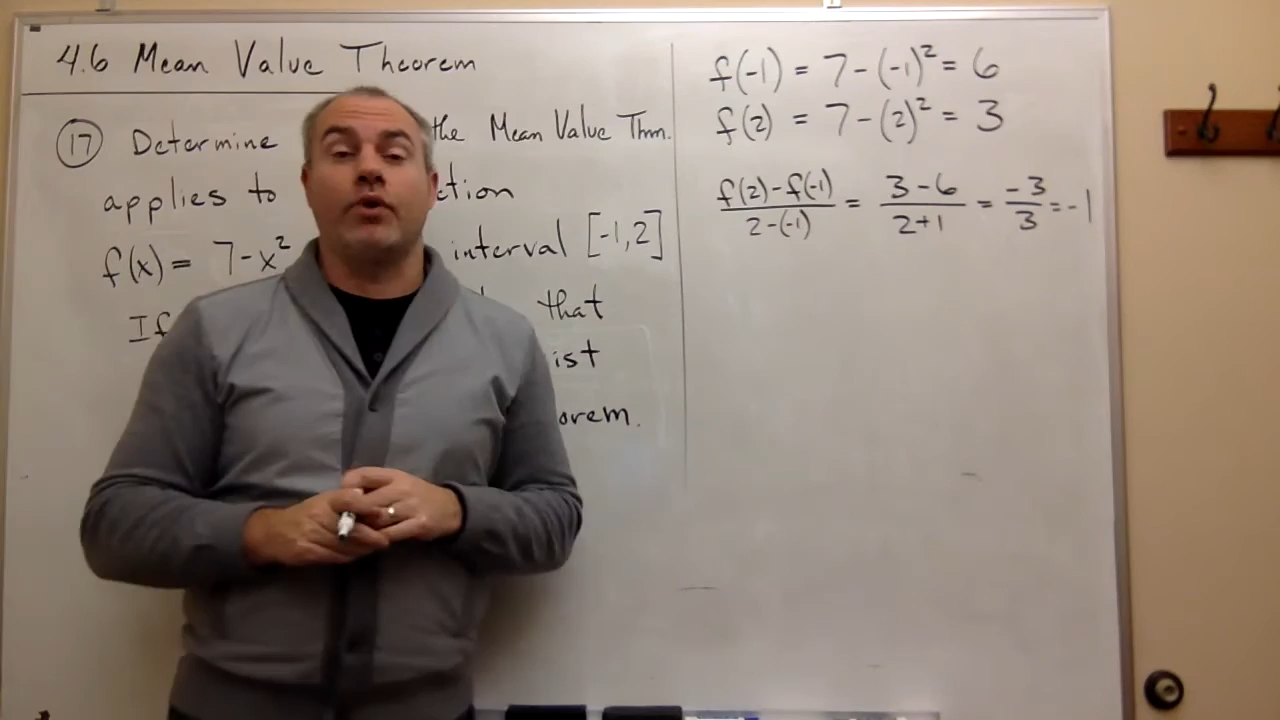 4.6 Mean Value Theorem
17 Determine the Mean Value Thm.
applies to ction
f(x) = 7-x² interval [-1,2]
If that
ist
orem.
f(-1) = 7-(-1)² = 6
f(2) = 7-(2)² = 3
f(2)-f(-1)/2-(-1) = 3-6/2+1 = -3/3 = -1